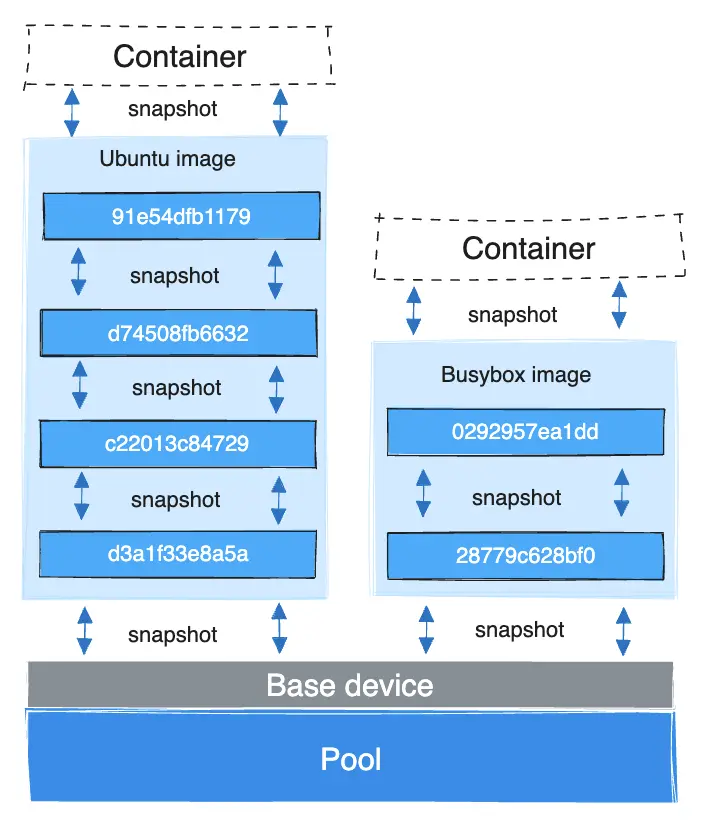 Container
snapshot
Ubuntu image
91e54dfb1179
snapshot
d74508fb6632
snapshot
c22013c84729
snapshot
d3a1f33e8a5a
snapshot
Container
snapshot
Busybox image
0292957ea1dd
snapshot
28779c628bf0
snapshot
Base device
Pool